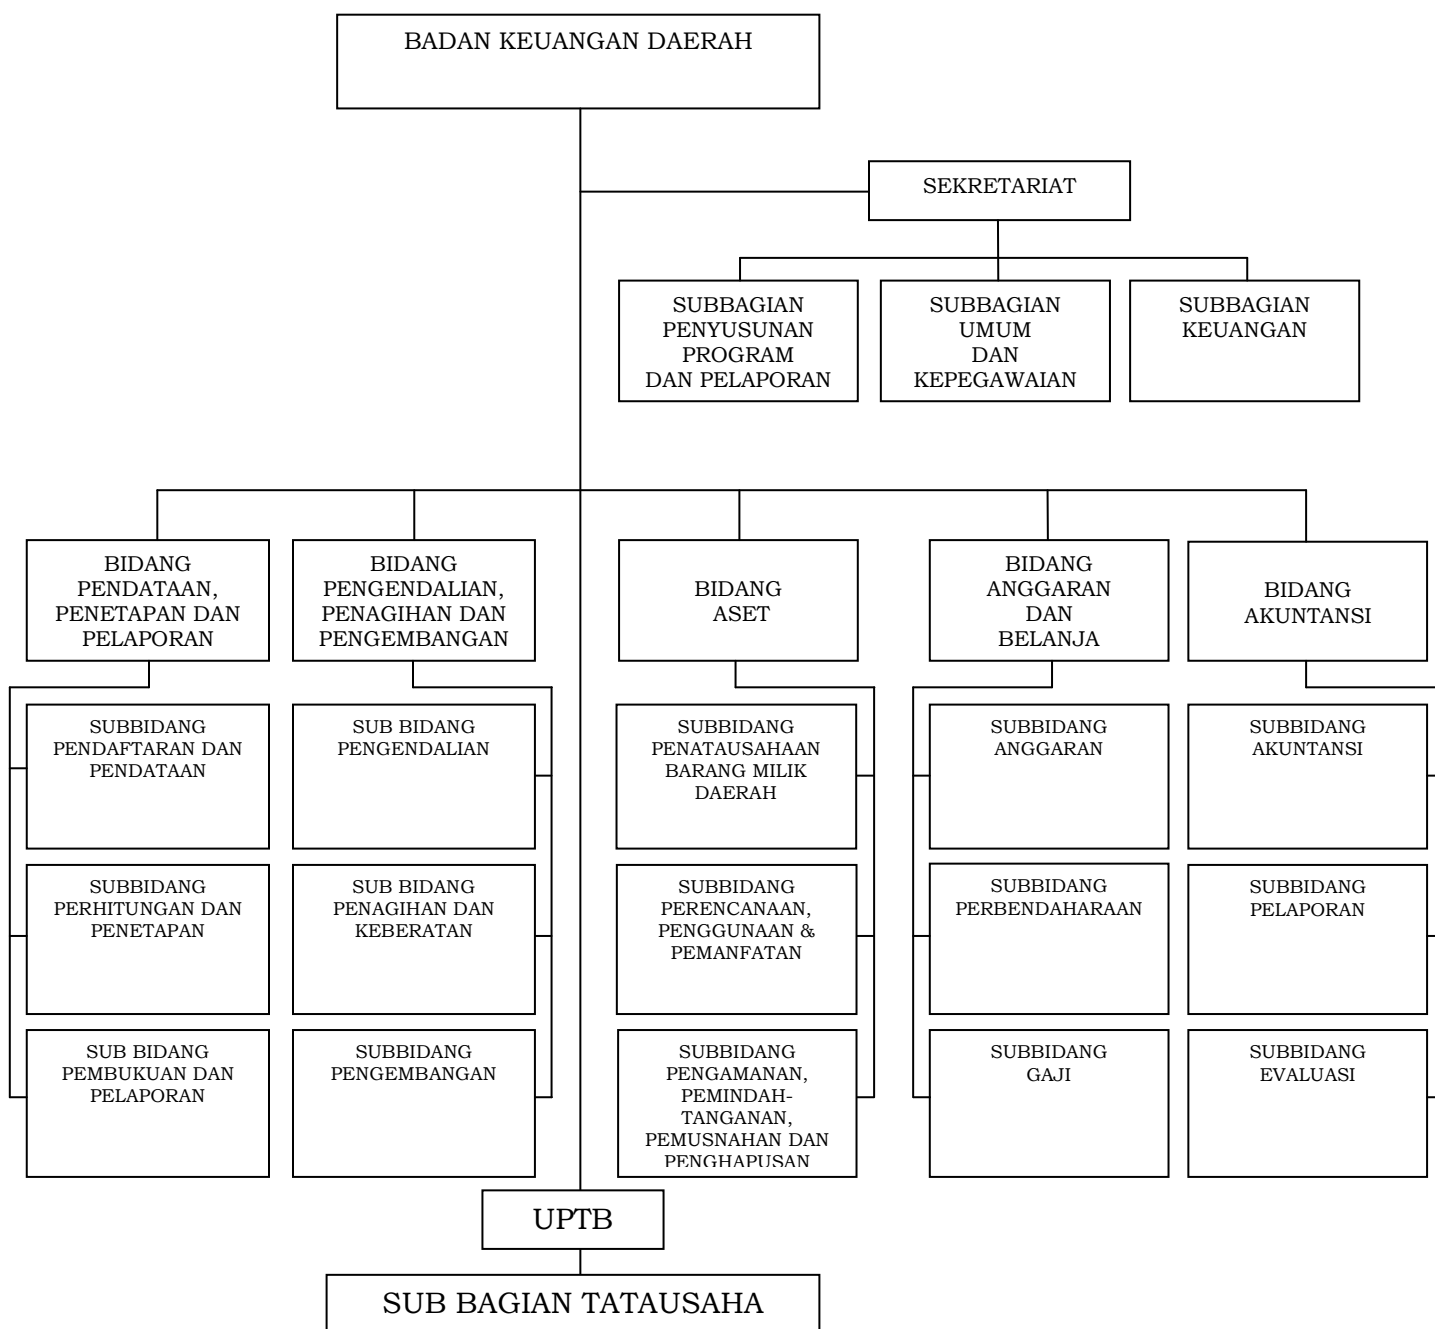 BADAN KEUANGAN DAERAH
SEKRETARIAT
SUBBAGIAN
PENYUSUNAN
PROGRAM
DAN PELAPORAN
SUBBAGIAN
UMUM
DAN
KEPEGAWAIAN
SUBBAGIAN
KEUANGAN
BIDANG
PENDATAAN,
PENETAPAN DAN
PELAPORAN
BIDANG
PENGENDALIAN,
PENAGIHAN DAN
PENGEMBANGAN
BIDANG
ASET
BIDANG
ANGGARAN
DAN
BELANJA
BIDANG
AKUNTANSI
SUBBIDANG
PENDAFTARAN DAN
PENDATAAN
SUB BIDANG
PENGENDALIAN
SUBBIDANG
PENATAUSAHAAN
BARANG MILIK
DAERAH
SUBBIDANG
ANGGARAN
SUBBIDANG
AKUNTANSI
SUBBIDANG
PERHITUNGAN DAN
PENETAPAN
SUB BIDANG
PENAGIHAN DAN
KEBERATAN
SUBBIDANG
PERENCANAAN,
PENGGUNAAN &
PEMANFATAN
SUBBIDANG
PERBENDAHARAAN
SUBBIDANG
PELAPORAN
SUB BIDANG
PEMBUKUAN DAN
PELAPORAN
SUBBIDANG
PENGEMBANGAN
SUBBIDANG
PENGAMANAN,
PEMINDAH-
TANGANAN,
PEMUSNAHAN DAN
PENGHAPUSAN
SUBBIDANG
GAJI
SUBBIDANG
EVALUASI
UPTB
SUB BAGIAN TATAUSAHA